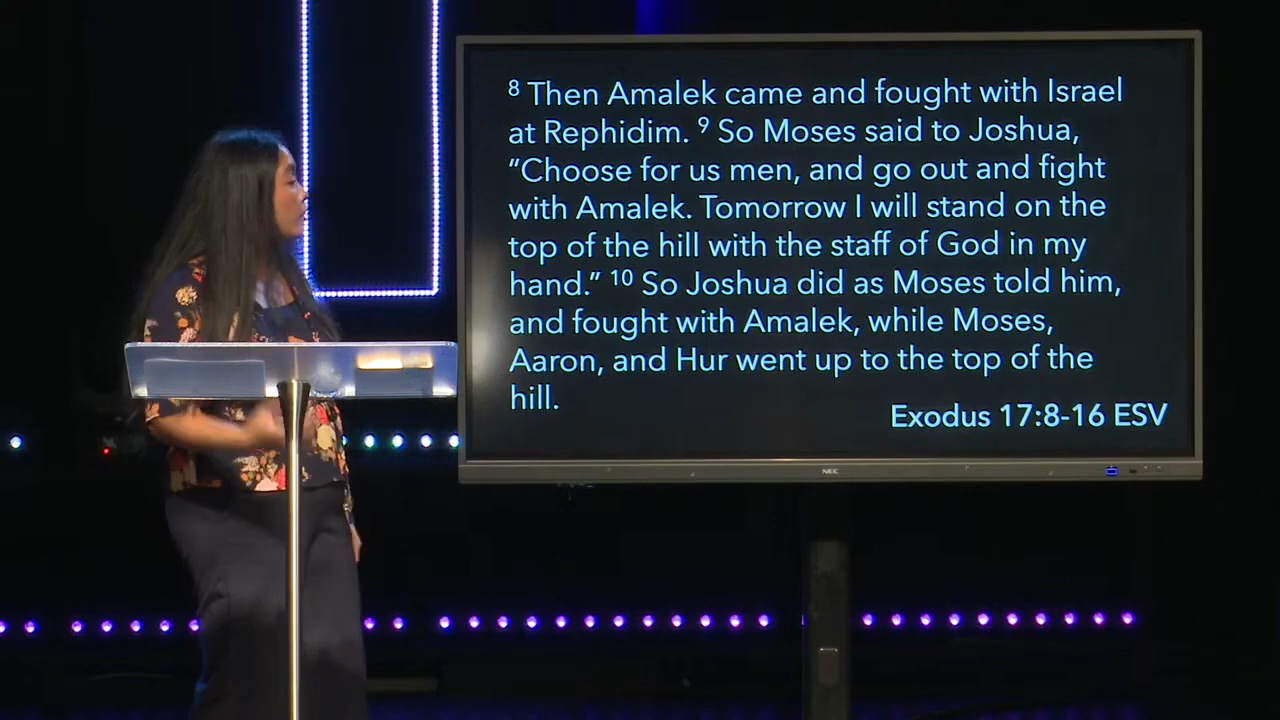 8 Then Amalek came and fought with Israel
at Rephidim. 9 So Moses said to Joshua,
“Choose for us men, and go out and fight
with Amalek. Tomorrow I will stand on the
top of the hill with the staff of God in my
hand.” 10 So Joshua did as Moses told him,
and fought with Amalek, while Moses,
Aaron, and Hur went up to the top of the
hill.
Exodus 17:8-16 ESV
NEC